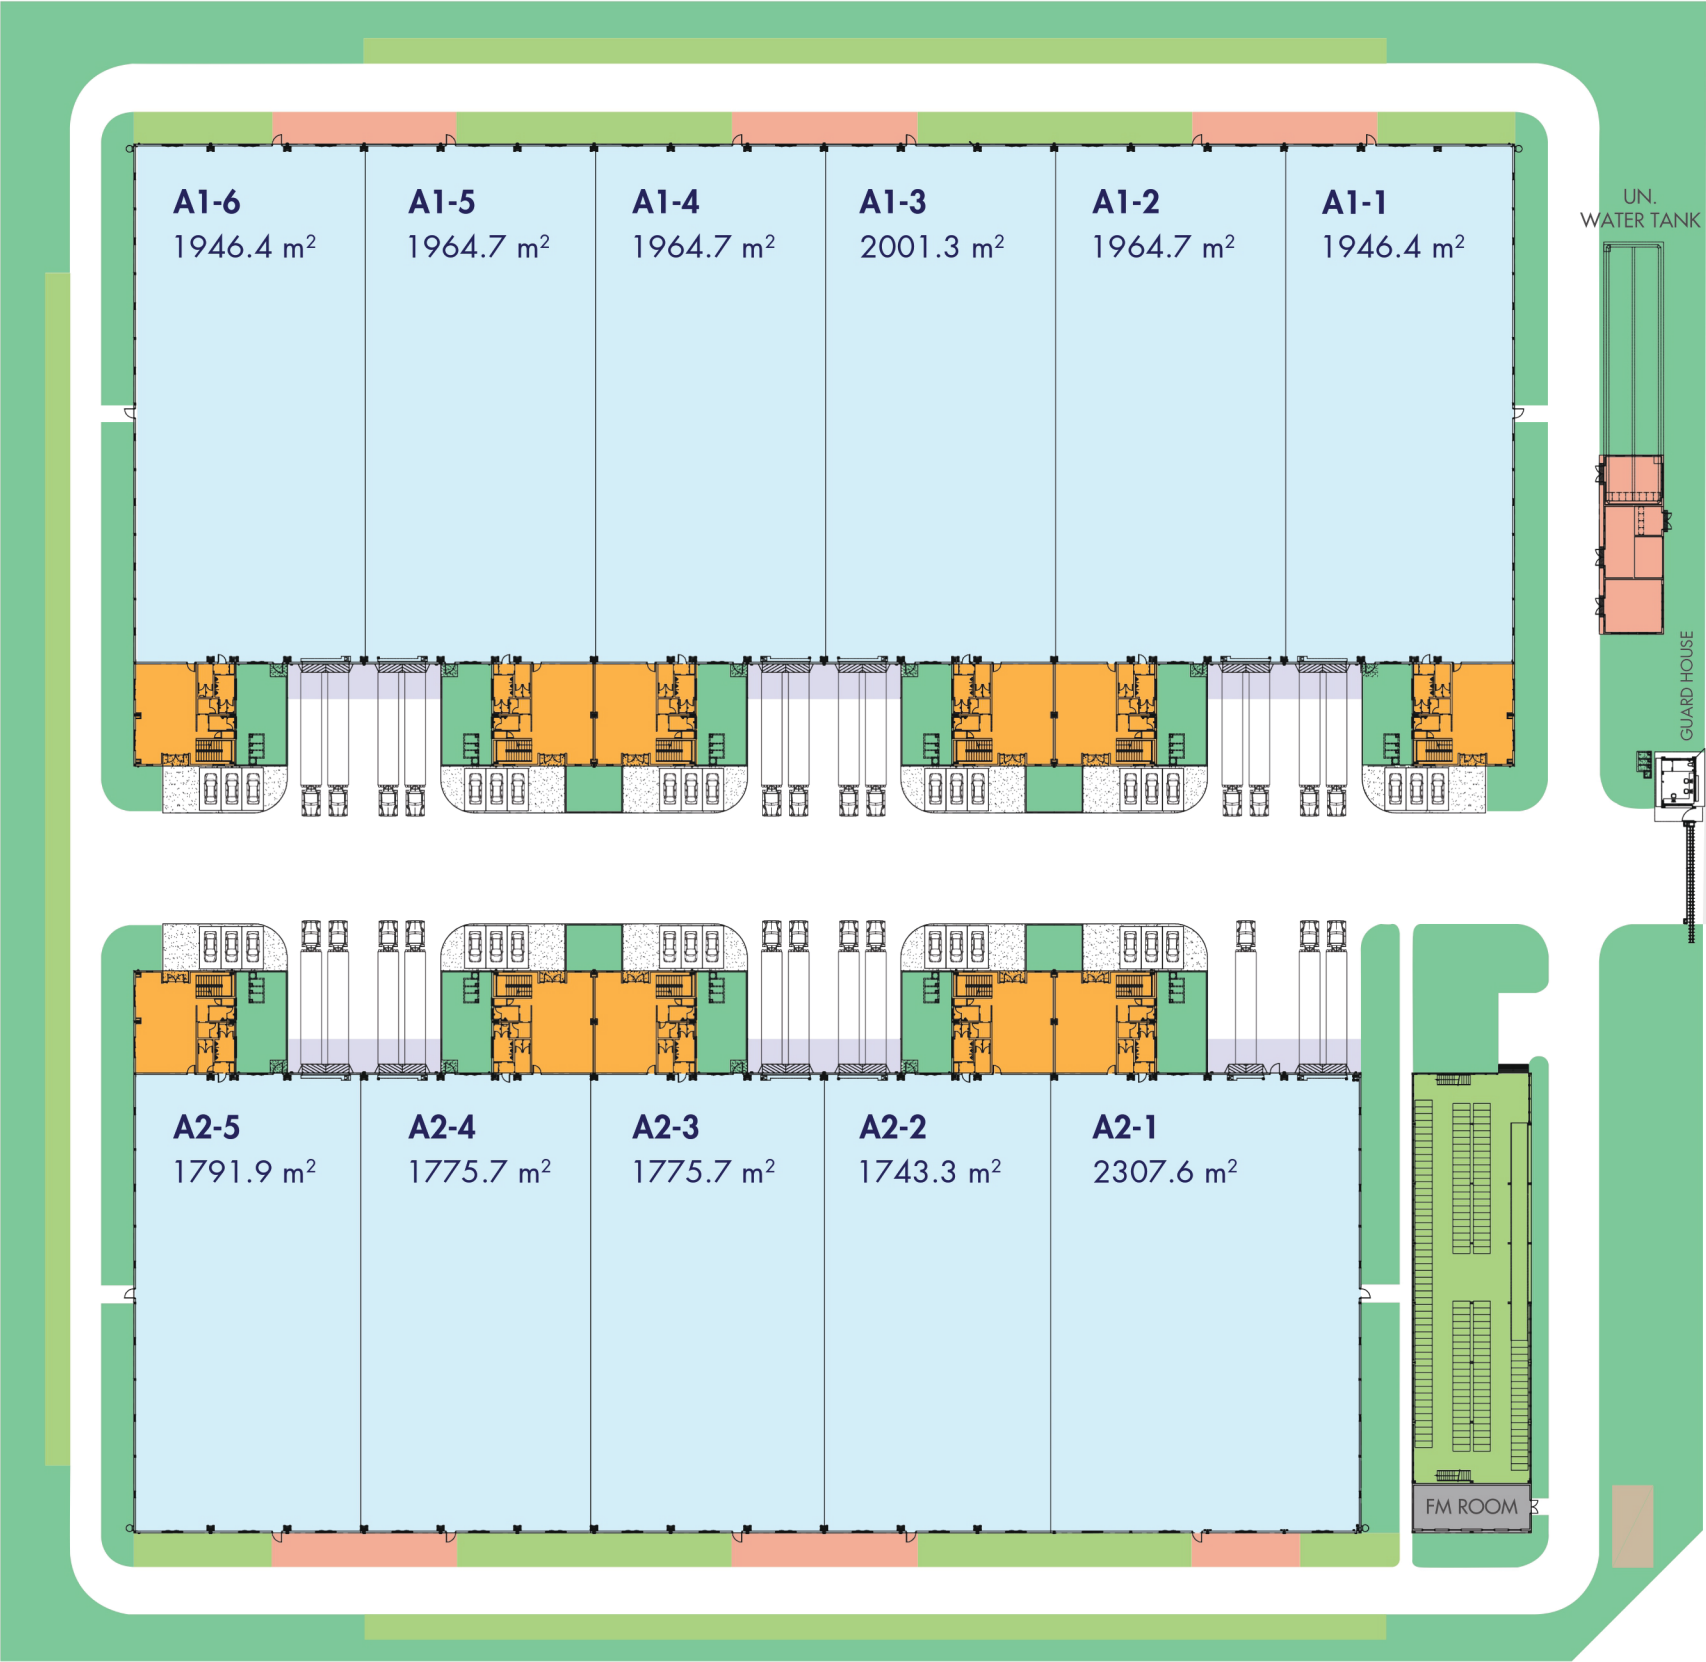 A1-6
1946.4 m²
A1-5
1964.7 m²
A1-4
1964.7 m²
A1-3
2001.3 m²
A1-2
1964.7 m²
A1-1
1946.4 m²
UN.
WATER TANK
GUARD HOUSE
A2-5
1791.9 m²
A2-4
1775.7 m²
A2-3
1775.7 m²
A2-2
1743.3 m²
A2-1
2307.6 m²
FM ROOM